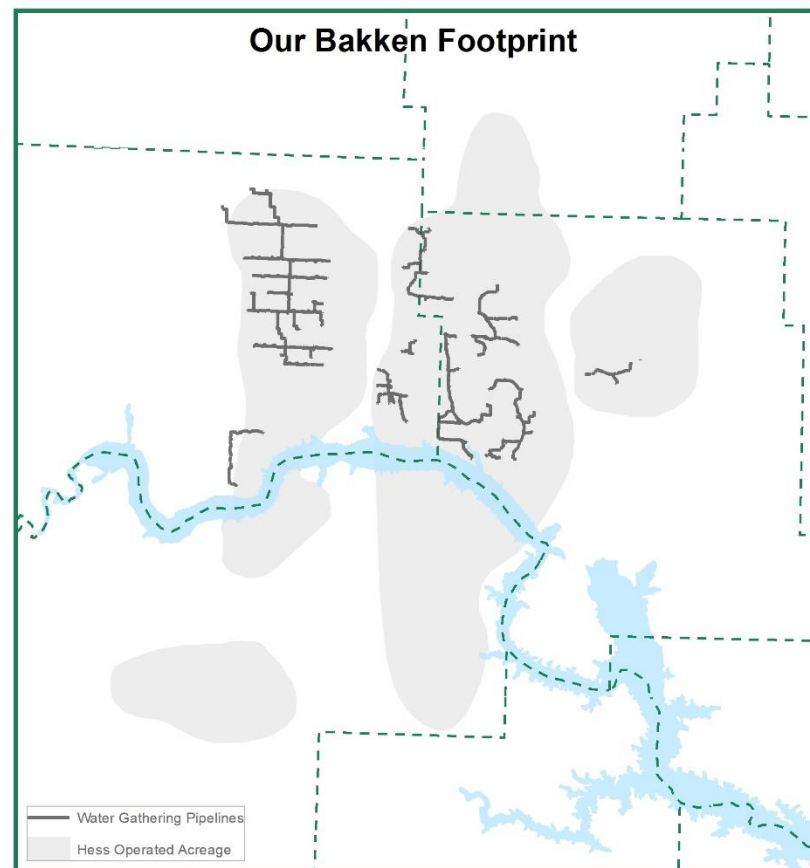 Our Bakken Footprint
Water Gathering Pipelines
Hess Operated Acreage